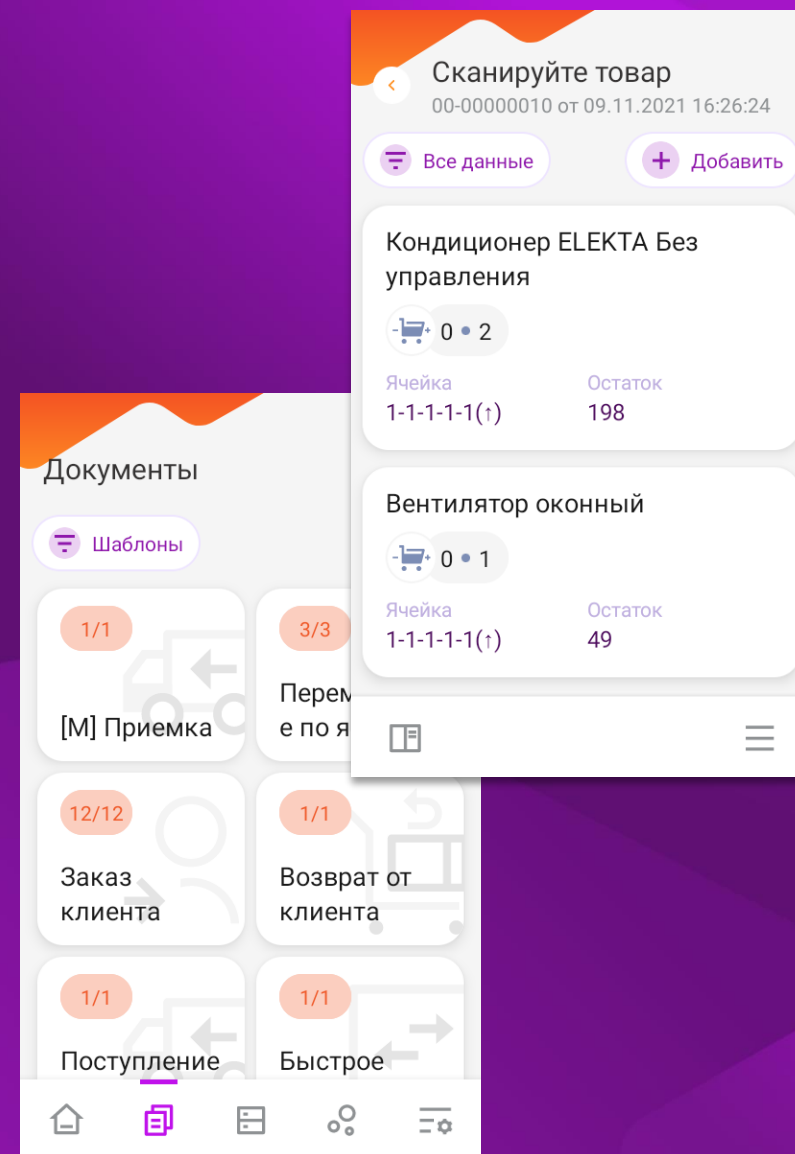 Сканируйте товар
00-00000010 от 09.11.2021 16:26:24
Все данные
Добавить
Кондиционер ELEKTA Без
управления
0 • 2
Ячейка Остаток
1-1-1-1-1(↑) 198
Вентилятор оконный
0 • 1
Ячейка Остаток
1-1-1-1-1(↑) 49
Документы
Шаблоны
1/1
[М] Приемка
3/3
Перем
е по я
12/12
Заказ
клиента
1/1
Возврат от
клиента
1/1
Поступление
1/1
Быстрое